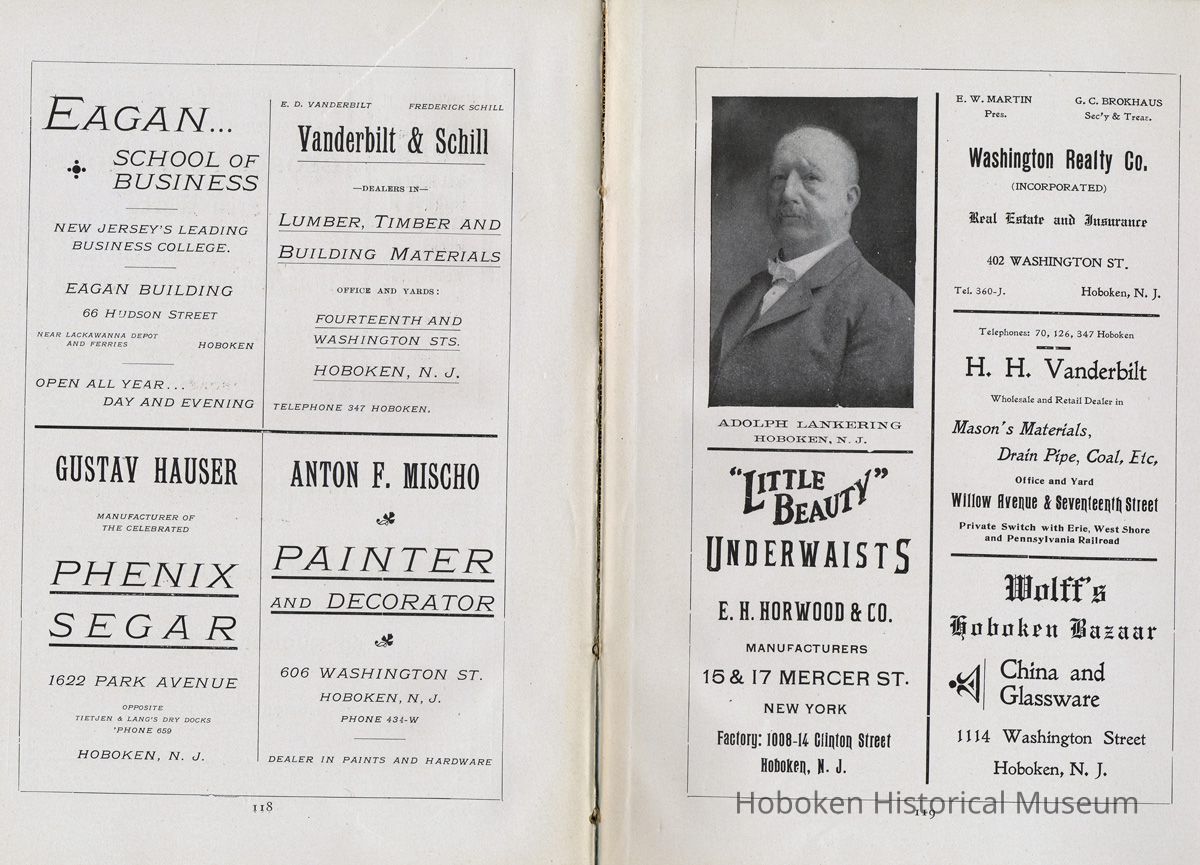 EAGAN...
SCHOOL OF
BUSINESS
NEW JERSEY'S LEADING
BUSINESS COLLEGE.
EAGAN BUILDING
66 HUDSON STREET
NEAR LACKAWANNA DEPOT
AND FERRIES
HOBOKEN
OPEN ALL YEAR...
DAY AND EVENING
E. D. VANDERBILT FREDERICK SCHILL
Vanderbilt & Schill
—DEALERS IN—
LUMBER, TIMBER AND
BUILDING MATERIALS
OFFICE AND YARDS:
FOURTEENTH AND
WASHINGTON STS.
HOBOKEN, N. J.
TELEPHONE 347 HOBOKEN.
GUSTAV HAUSER
MANUFACTURER OF
THE CELEBRATED
PHENIX
SEGAR
1622 PARK AVENUE
OPPOSITE
TIETJEN & LANG'S DRY DOCKS
'PHONE 659
HOBOKEN, N. J.
ANTON F. MISCHO
PAINTER
AND DECORATOR
606 WASHINGTON ST.
HOBOKEN, N, J.
PHONE 434-W
DEALER IN PAINTS AND HARDWARE
118
ADOLPH LANKERING
HOBOKEN, N. J.
"LITTLE
BEAUTY"
UNDERWAISTS
E. H. HORWOOD & CO.
MANUFACTURERS
15 & 17 MERCER ST.
NEW YORK
Factory: 1008-14 Clinton Street
Hoboken, N. J.
E. W. MARTIN G. C. BROKHAUS
Pres. Sec'y & Treas.
Washington Realty Co.
(INCORPORATED)
Real Estate and Insurance
402 WASHINGTON ST.
Tel. 360-J. Hoboken, N. J.
Telephones: 70, 126, 347 Hoboken
H. H. Vanderbilt
Wholesale and Retail Dealer in
Mason's Materials,
Drain Pipe, Coal, Etc,
Office and Yard
Willow Avenue & Seventeenth Street
Private Switch with Erie, West Shore
and Pennsylvania Railroad
Wolff's
Hoboken Bazaar
China and
Glassware
1114 Washington Street
Hoboken, N. J.
119
Hoboken Historical Museum